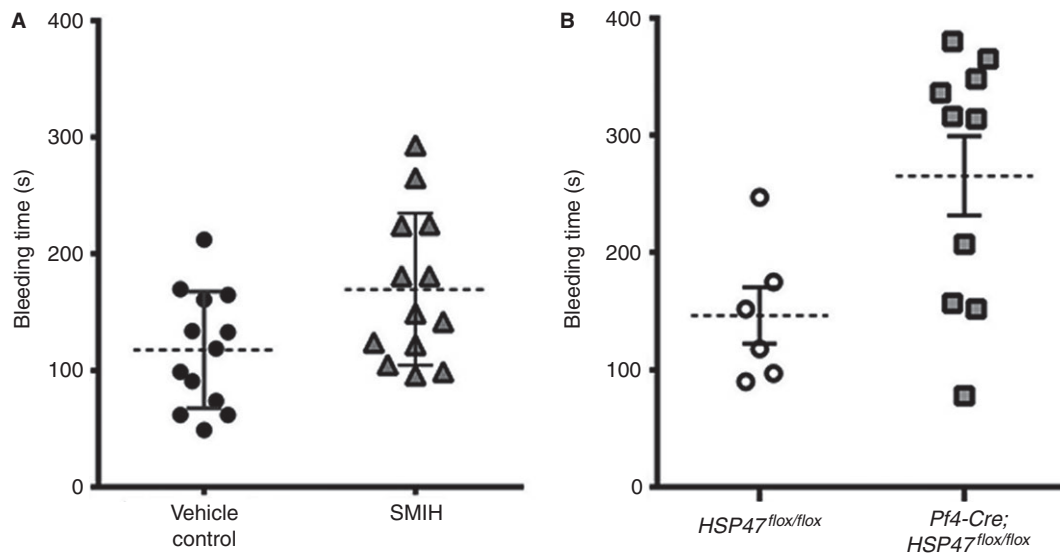 A
B
400
300
200
100
0
Bleeding time (s)
Vehicle
control
SMIH
400
300
200
100
0
Bleeding time (s)
HSP47flox/flox
Pf4-Cre;
HSP47flox/flox